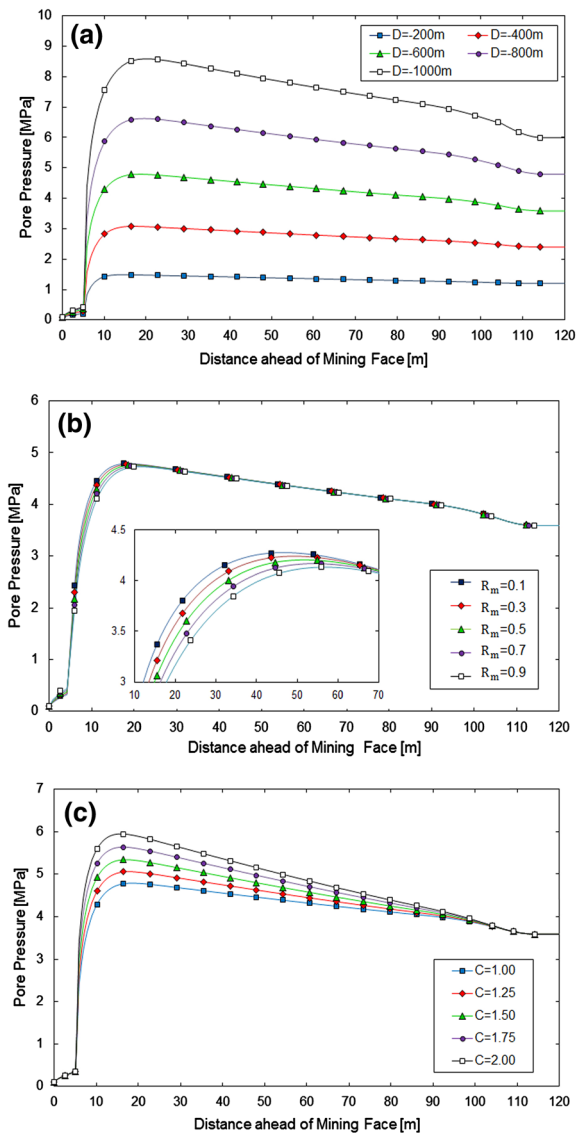 (a)
D=-200m D=-400m
D=-600m D=-800m
D=-1000m
Pore Pressure [MPa]
10
9
8
7
6
5
4
3
2
1
0
0 10 20 30 40 50 60 70 80 90 100 110 120
Distance ahead of Mining Face [m]
(b)
Pore Pressure [MPa]
6
5
4
3
2
1
0
4.5
4
3.5
3
10 20 30 40 50 60 70
Rm=0.1
Rm=0.3
Rm=0.5
Rm=0.7
Rm=0.9
0 10 20 30 40 50 60 70 80 90 100 110 120
Distance ahead of Mining Face [m]
(c)
Pore Pressure [MPa]
7
6
5
4
3
2
1
0
C=1.00
C=1.25
C=1.50
C=1.75
C=2.00
0 10 20 30 40 50 60 70 80 90 100 110 120
Distance ahead of Mining Face [m]